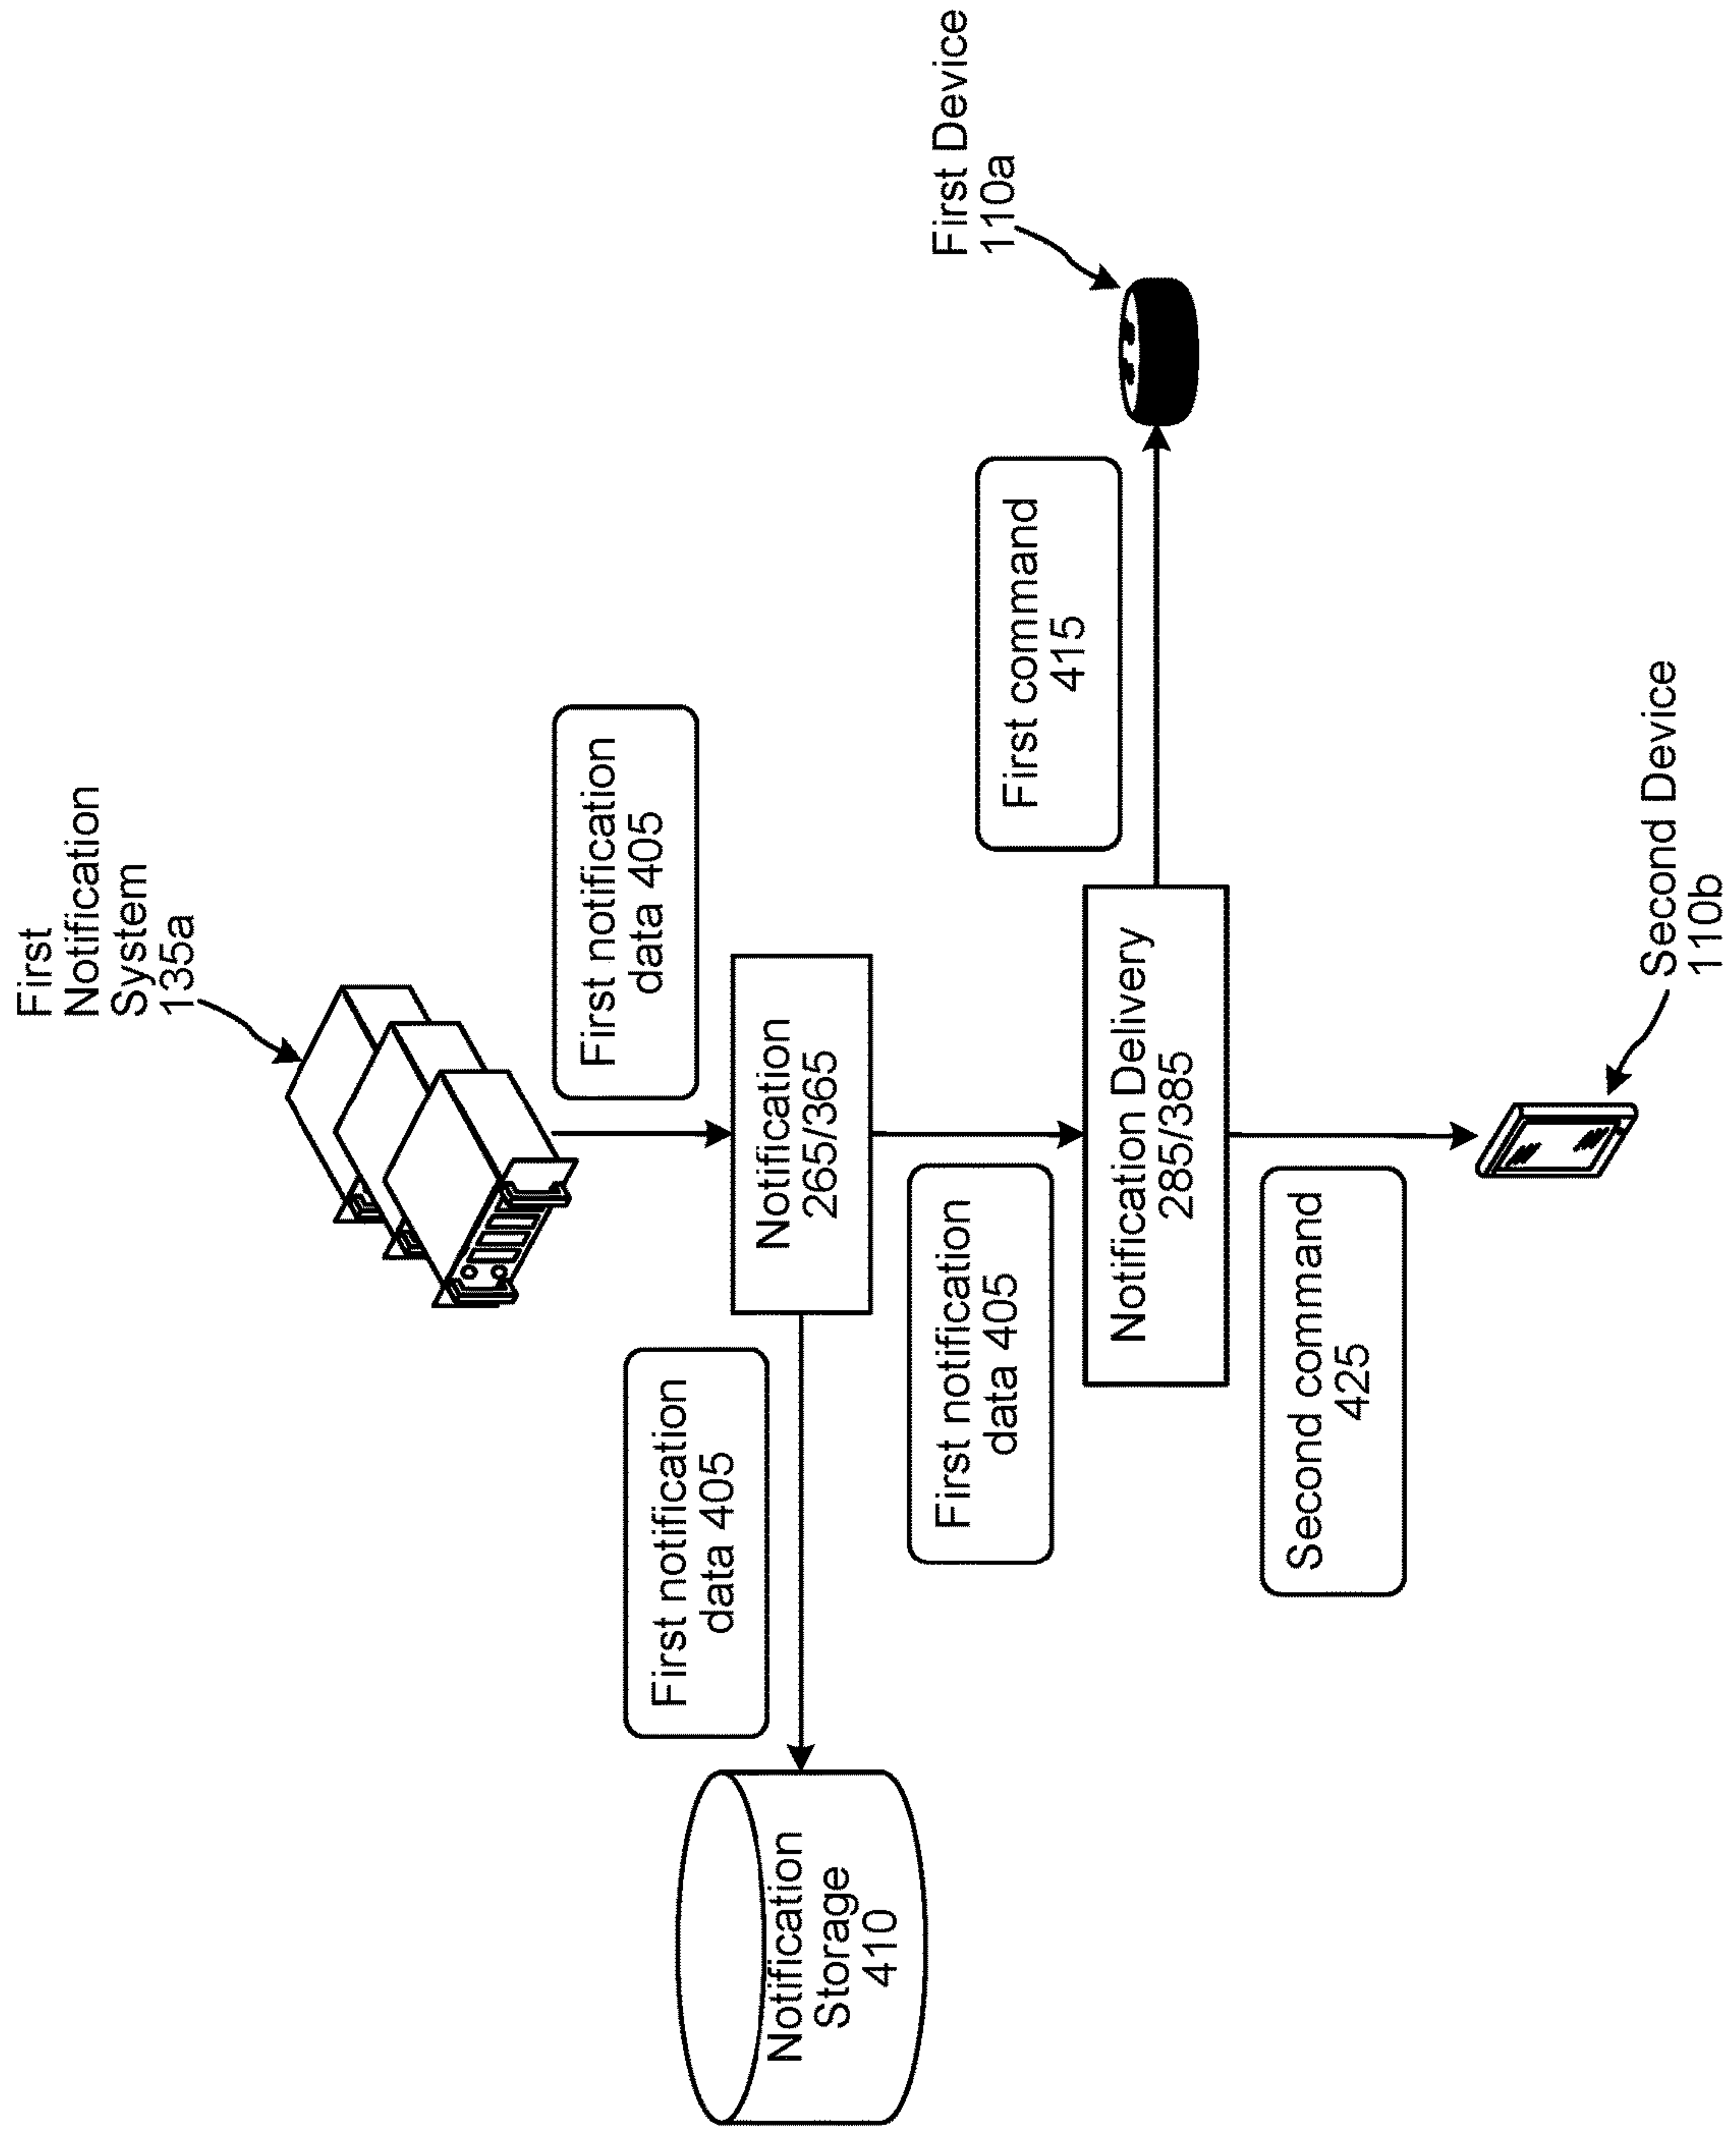 First
Notification
System
135a
First notification
data 405
First notification
data 405
Notification
265/365
Notification
Storage
410
First notification
data 405
First command
415
First Device
110a
Notification Delivery
285/385
Second command
425
Second Device
110b